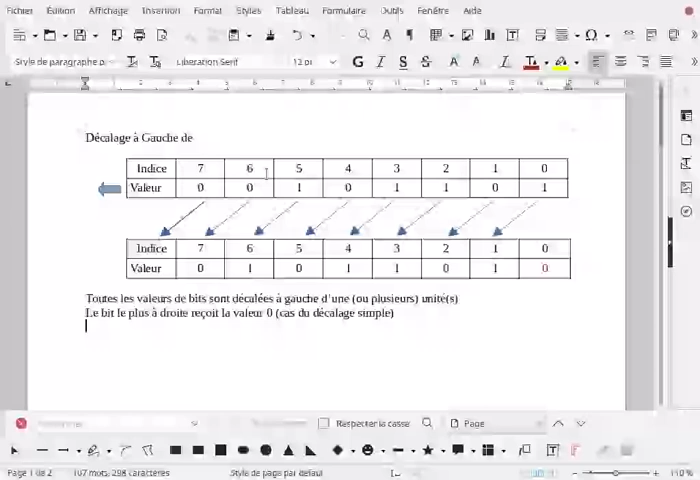 Fichier Édition Affichage Insertion Format Styles Tableau Formulaire Outils Fenêtre Aide
Style de paragraphe p. Liberation Serif 12 pt G I S S A A
Décalage à Gauche de
Indice 7 6 5 4 3 2 1 0
Valeur 0 0 1 0 1 1 0 1
Indice 7 6 5 4 3 2 1 0
Valeur 0 1 0 1 1 0 1 0
Toutes les valeurs de bits sont décalées à gauche d'une (ou plusieurs) unité(s)
Le bit le plus à droite reçoit la valeur 0 (cas du décalage simple)
Respecter la casse Page
Page 1 de 2 107 mots, 298 caractères Style de page par défaut 110 %